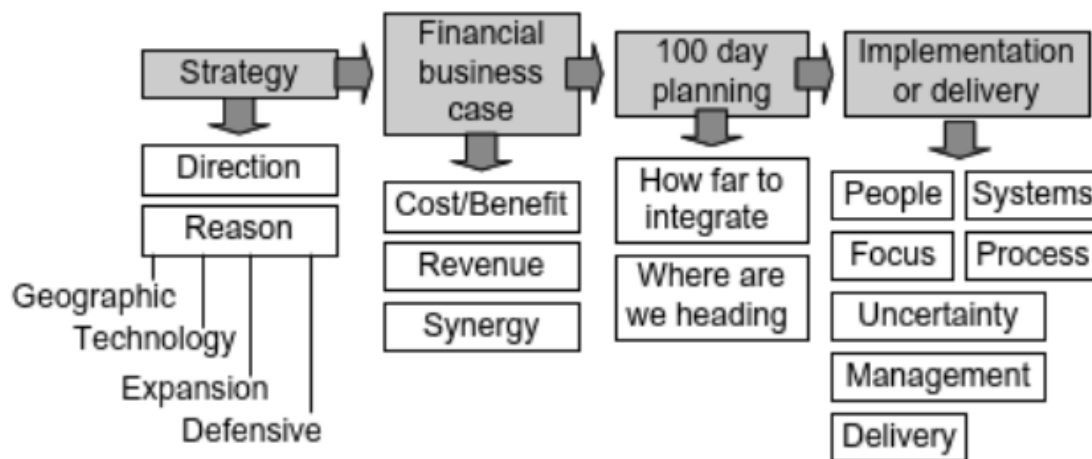 Strategy
Direction
Reason
Geographic
Technology
Expansion
Defensive
Financial
business
case
Cost/Benefit
Revenue
Synergy
100 day
planning
How far to
integrate
Where are
we heading
Implementation
or delivery
People
Systems
Focus
Process
Uncertainty
Management
Delivery